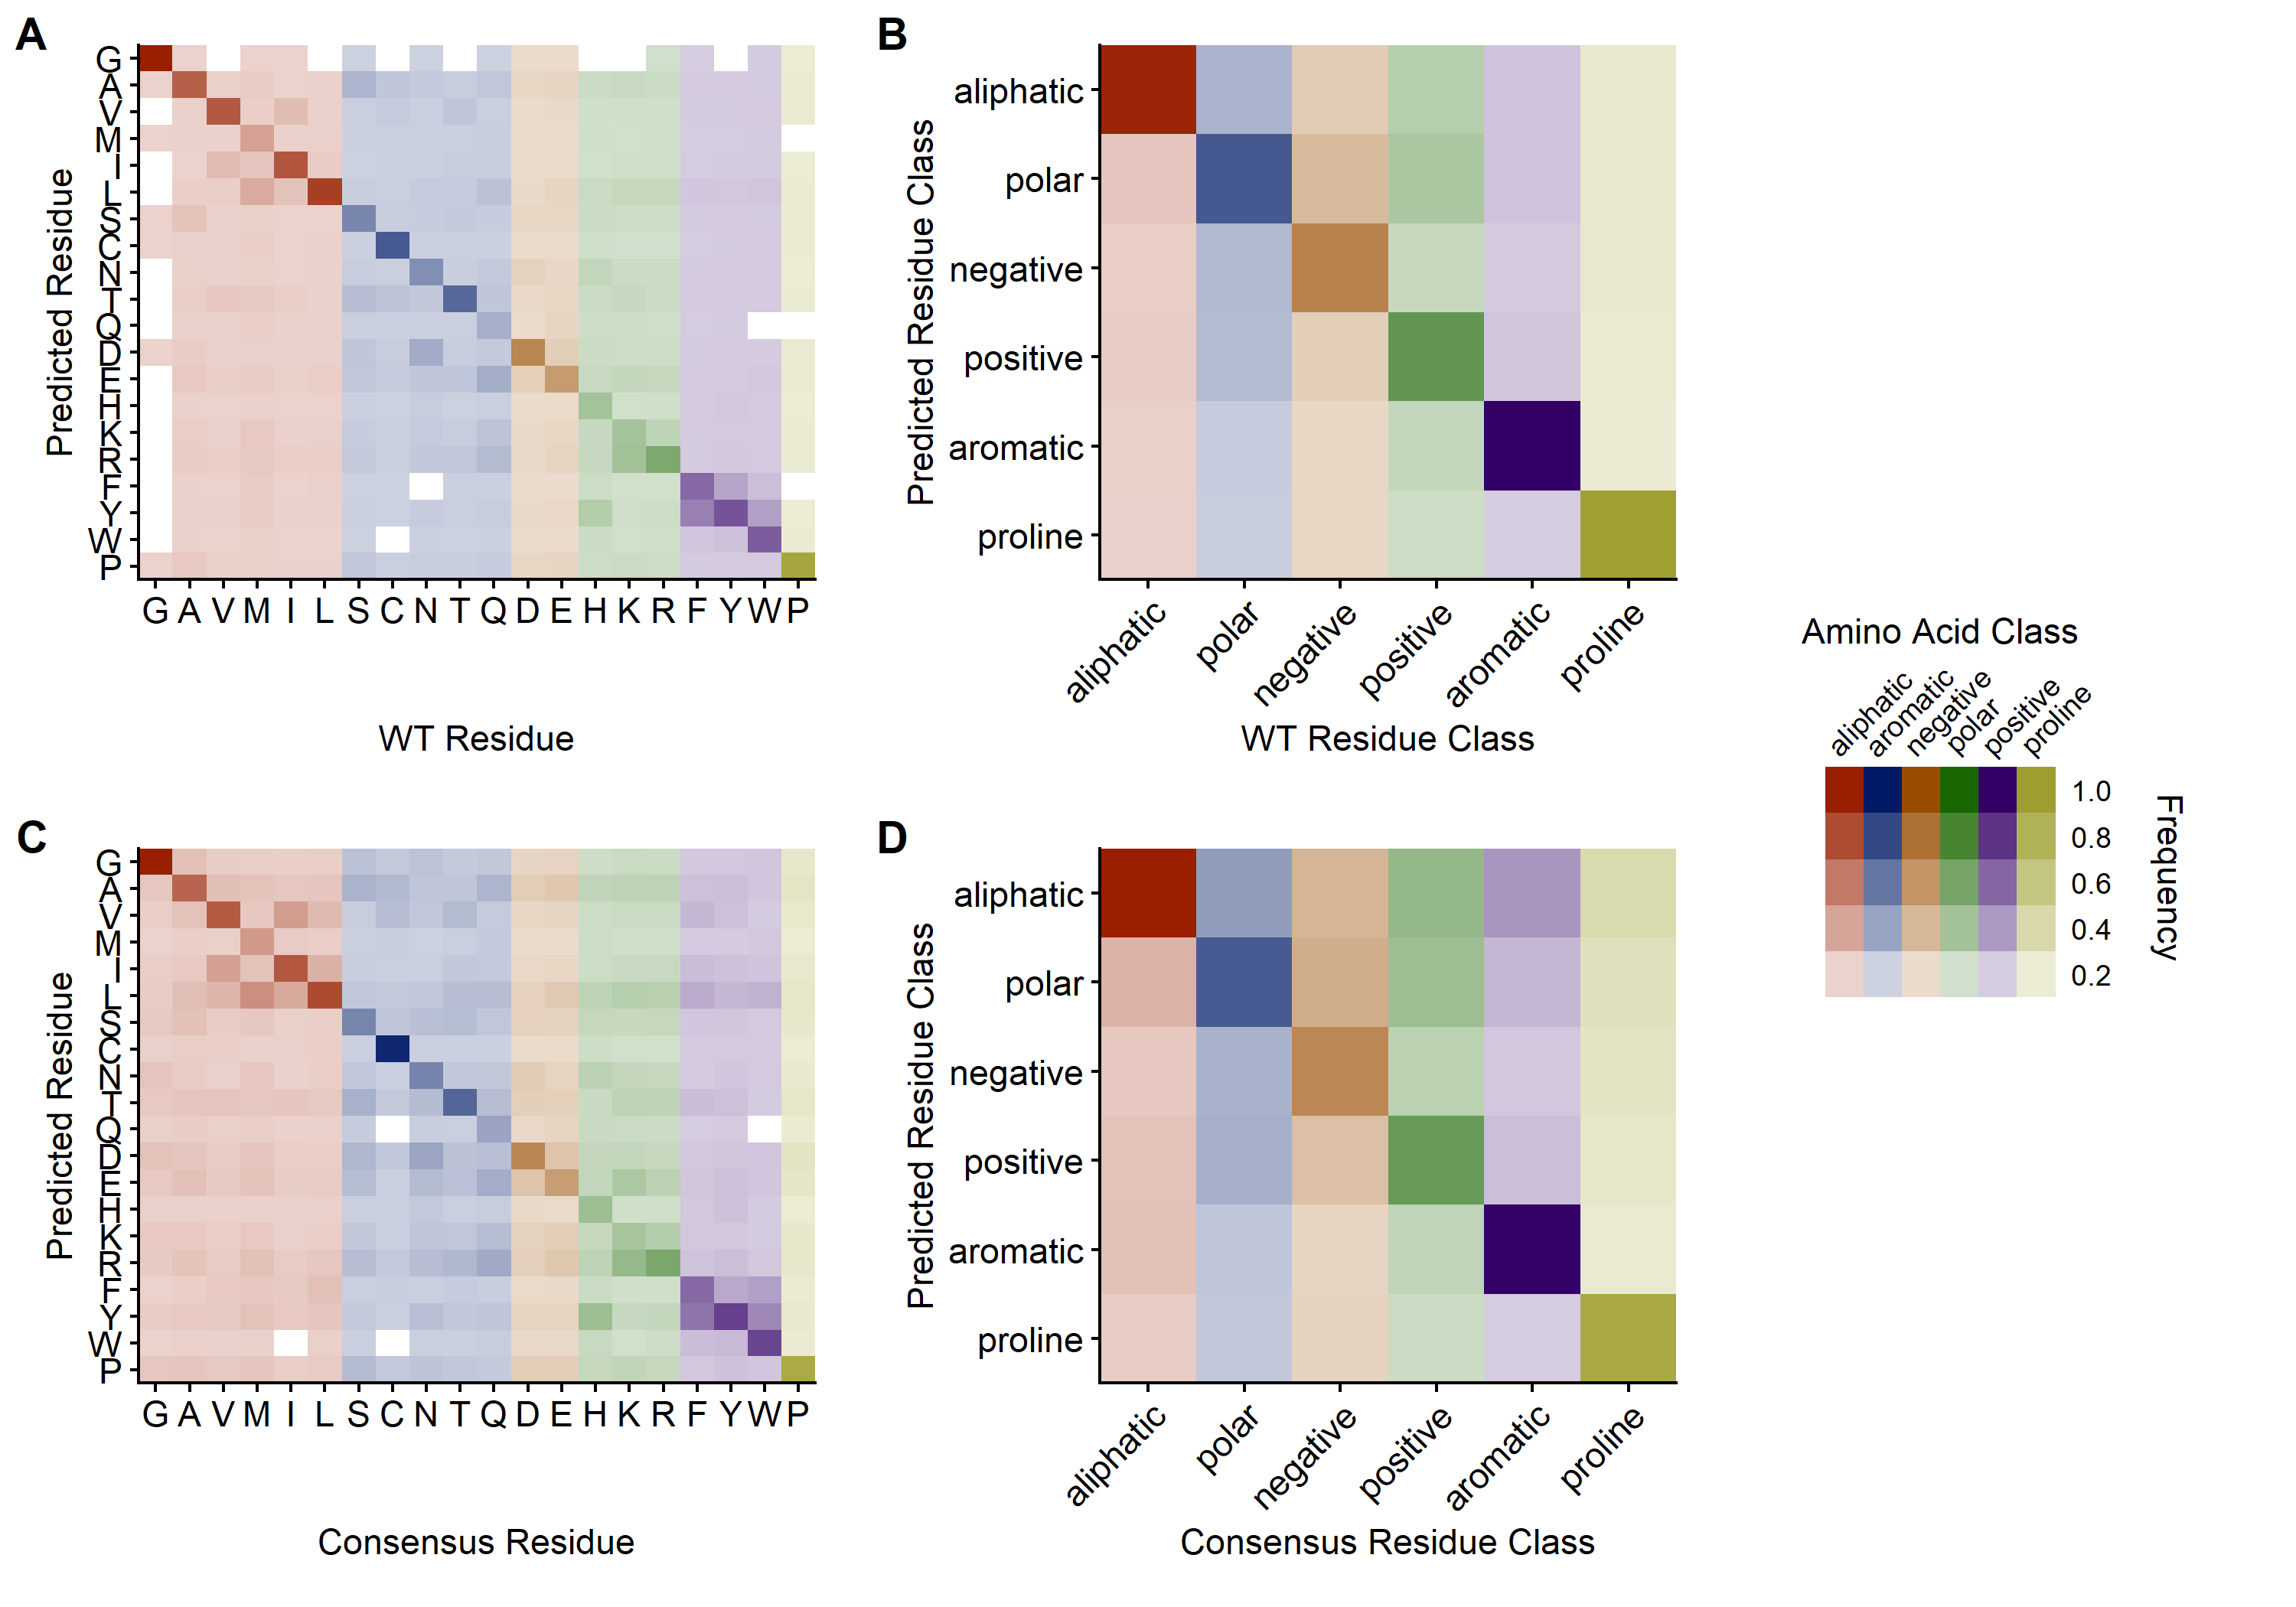 A
G
A
V
M
I
L
S
C
N
T
Q
D
E
H
K
R
F
Y
W
P
Predicted Residue
G A V M I L S C N T Q D E H K R F Y W P
WT Residue
B
aliphatic
polar
negative
positive
aromatic
proline
Predicted Residue Class
aliphatic polar negative positive aromatic proline
WT Residue Class
Amino Acid Class
aliphatic aromatic negative polar positive proline
1.0
0.8
0.6
0.4
0.2
Frequency
C
G
A
V
M
I
L
S
C
N
T
Q
D
E
H
K
R
F
Y
W
P
Predicted Residue
G A V M I L S C N T Q D E H K R F Y W P
Consensus Residue
D
aliphatic
polar
negative
positive
aromatic
proline
Predicted Residue Class
aliphatic polar negative positive aromatic proline
Consensus Residue Class